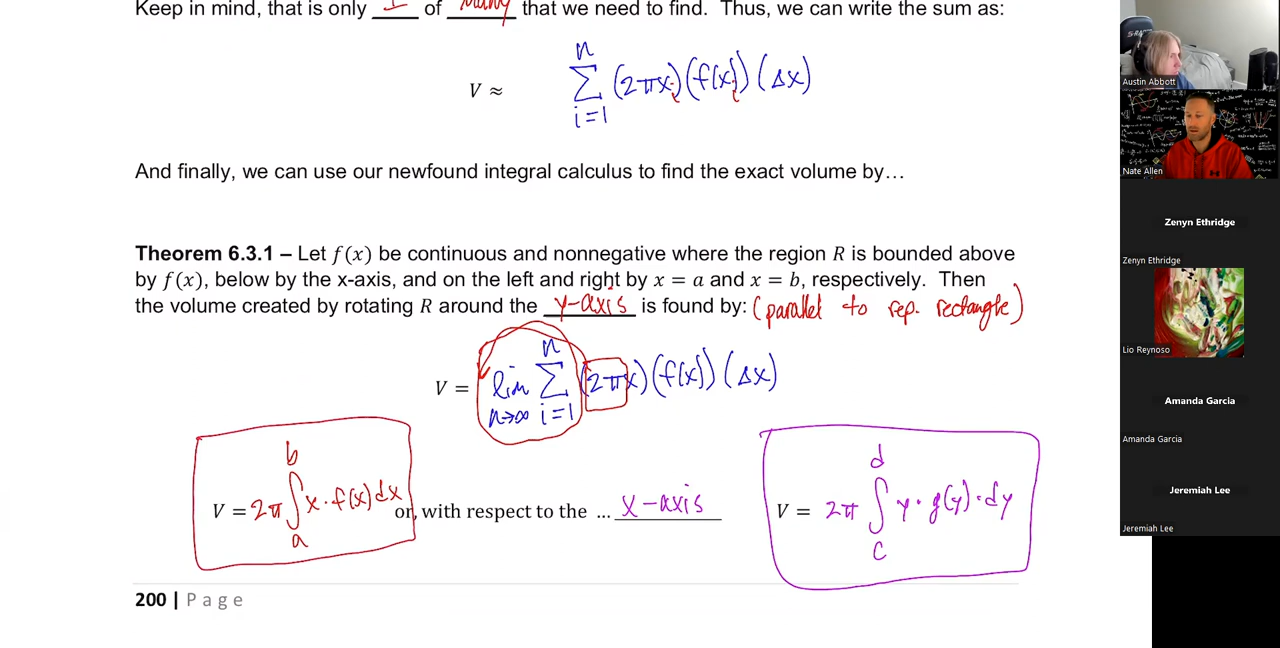 Keep in mind, that is only 1 of many that we need to find. Thus, we can write the sum as:
V ≈ n ∑ i=1 (2πxᵢ)(f(xᵢ))(Δx)
And finally, we can use our newfound integral calculus to find the exact volume by…
Theorem 6.3.1 – Let f(x) be continuous and nonnegative where the region R is bounded above
by f(x), below by the x-axis, and on the left and right by x = a and x = b, respectively. Then
the volume created by rotating R around the y-axis is found by: (parallel to rep. rectangle)
V = lim n→∞ n ∑ i=1 (2πx)(f(x))(Δx)
V = 2π ∫ b a x·f(x)dx or, with respect to the … x-axis V = 2π ∫ d c y·g(y)·dy
200 | Page
Austin Abbott
Nate Allen
Zenyn Ethridge
Zenyn Ethridge
Lio Reynoso
Amanda Garcia
Amanda Garcia
Jeremiah Lee
Jeremiah Lee